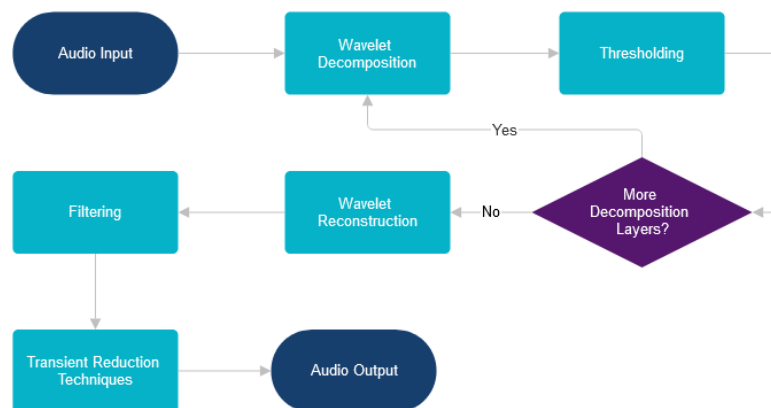 Audio Input
Wavelet
Decomposition
Thresholding
Yes
More
Decomposition
Layers?
No
Wavelet
Reconstruction
Filtering
Transient Reduction
Techniques
Audio Output